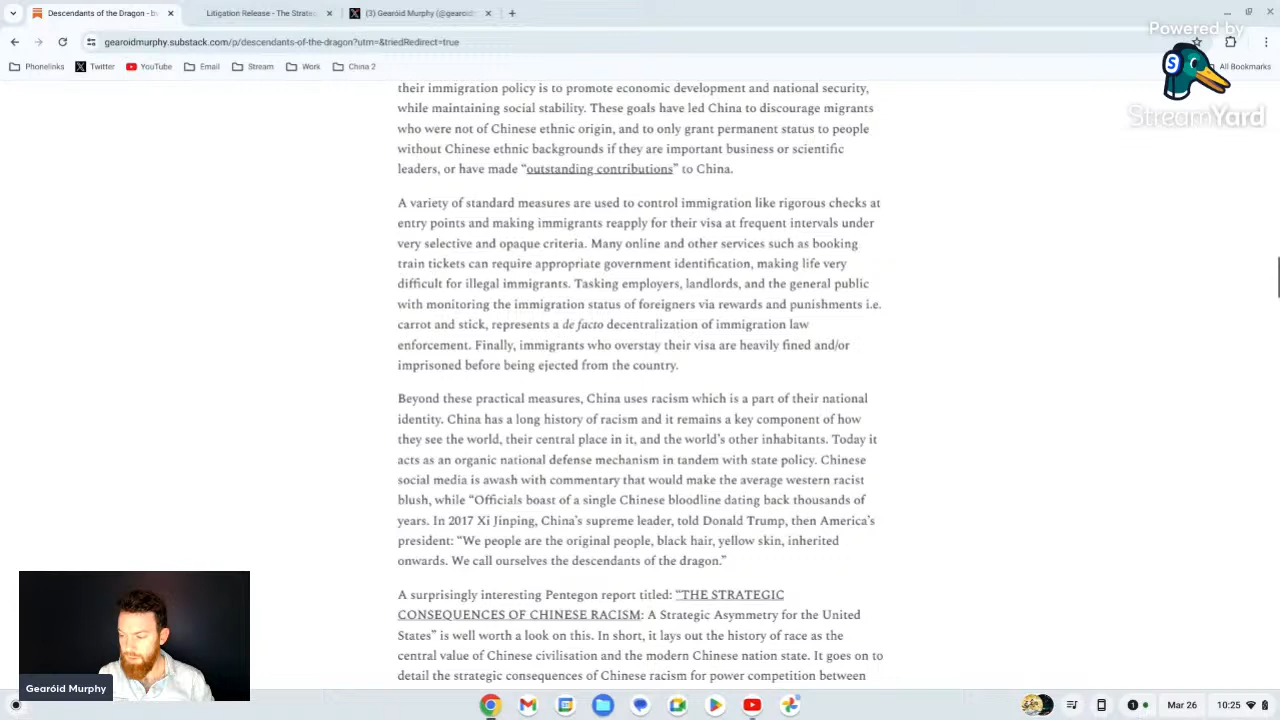 Descendants of the Dragon - by
Litigation Release - The Strate
(3) Gearóid Murphy (@gearoid
gearoidmurphy.substack.com/p/descendants-of-the-dragon?utm=&triedRedirect=true
Phonelinks
Twitter
YouTube
Email
Stream
Work
China 2
All Bookmarks
Powered by
S
StreamYard
their immigration policy is to promote economic development and national security,
while maintaining social stability. These goals have led China to discourage migrants
who were not of Chinese ethnic origin, and to only grant permanent status to people
without Chinese ethnic backgrounds if they are important business or scientific
leaders, or have made “outstanding contributions” to China.
A variety of standard measures are used to control immigration like rigorous checks at
entry points and making immigrants reapply for their visa at frequent intervals under
very selective and opaque criteria. Many online and other services such as booking
train tickets can require appropriate government identification, making life very
difficult for illegal immigrants. Tasking employers, landlords, and the general public
with monitoring the immigration status of foreigners via rewards and punishments i.e.
carrot and stick, represents a de facto decentralization of immigration law
enforcement. Finally, immigrants who overstay their visa are heavily fined and/or
imprisoned before being ejected from the country.
Beyond these practical measures, China uses racism which is a part of their national
identity. China has a long history of racism and it remains a key component of how
they see the world, their central place in it, and the world’s other inhabitants. Today it
acts as an organic national defense mechanism in tandem with state policy. Chinese
social media is awash with commentary that would make the average western racist
blush, while “Officials boast of a single Chinese bloodline dating back thousands of
years. In 2017 Xi Jinping, China’s supreme leader, told Donald Trump, then America’s
president: “We people are the original people, black hair, yellow skin, inherited
onwards. We call ourselves the descendants of the dragon.”
A surprisingly interesting Pentegon report titled: “THE STRATEGIC
CONSEQUENCES OF CHINESE RACISM: A Strategic Asymmetry for the United
States” is well worth a look on this. In short, it lays out the history of race as the
central value of Chinese civilisation and the modern Chinese nation state. It goes on to
detail the strategic consequences of Chinese racism for power competition between
Gearóid Murphy
Mar 26
10:25